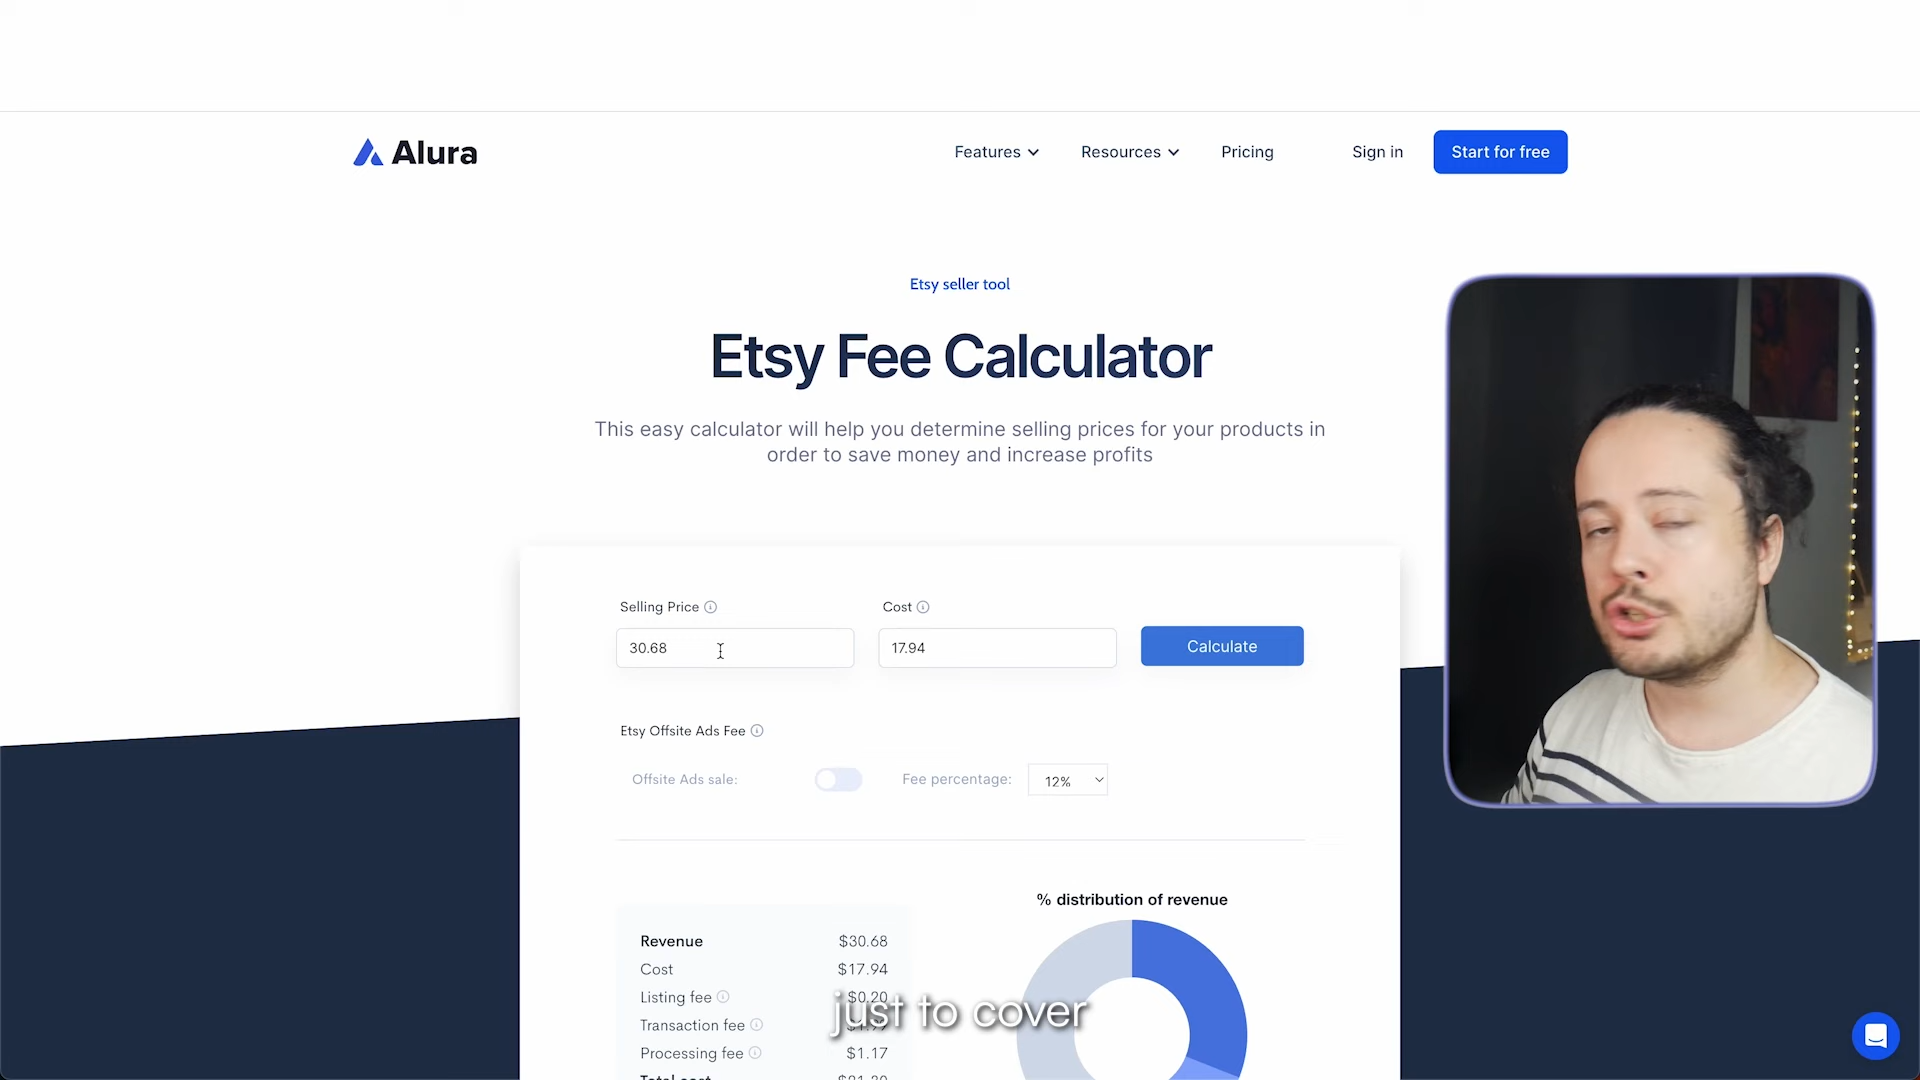 Alura
Features
Resources
Pricing
Sign in
Start for free
Etsy seller tool
Etsy Fee Calculator
This easy calculator will help you determine selling prices for your products in
order to save money and increase profits
Selling Price
Cost
30.68
17.94
Calculate
Etsy Offsite Ads Fee
Offsite Ads sale:
Fee percentage:
12%
% distribution of revenue
Revenue $30.68
Cost $17.94
Listing fee $0.20
Transaction fee
just to cover
Processing fee $1.17
Total cost